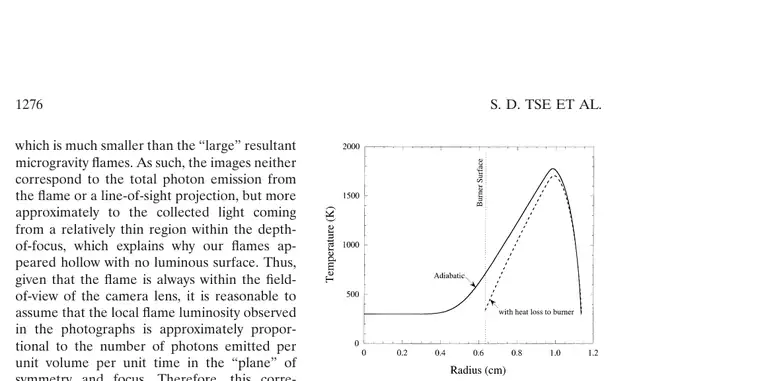 1276
S. D. TSE ET AL.
which is much smaller than the “large” resultant
microgravity flames. As such, the images neither
correspond to the total photon emission from
the flame or a line-of-sight projection, but more
approximately to the collected light coming
from a relatively thin region within the depth-
of-focus, which explains why our flames ap-
peared hollow with no luminous surface. Thus,
given that the flame is always within the field-
of-view of the camera lens, it is reasonable to
assume that the local flame luminosity observed
in the photographs is approximately propor-
tional to the number of photons emitted per
unit volume per unit time in the “plane” of
symmetry and focus. Therefore, this corre-
Temperature (K)
2000
1500
1000
500
0
Burner Surface
Adiabatic
with heat loss to burner
0 0.2 0.4 0.6 0.8 1.0 1.2
Radius (cm)